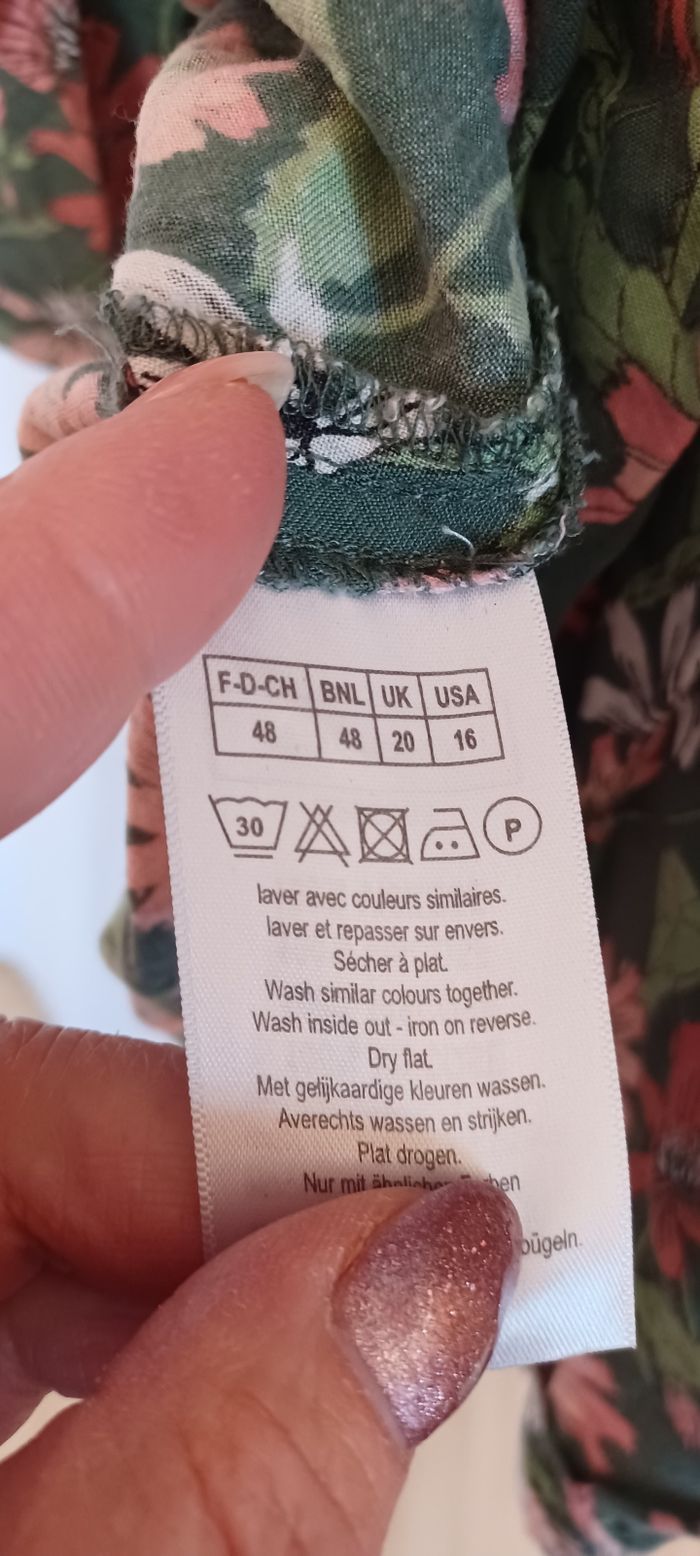 F-D-CH BNL UK USA
48 48 20 16
30 P
laver avec couleurs similaires.
laver et repasser sur envers.
Sécher à plat.
Wash similar colours together.
Wash inside out - iron on reverse.
Dry flat.
Met gelijkaardige kleuren wassen.
Averechts wassen en strijken.
Plat drogen.
Nur mit